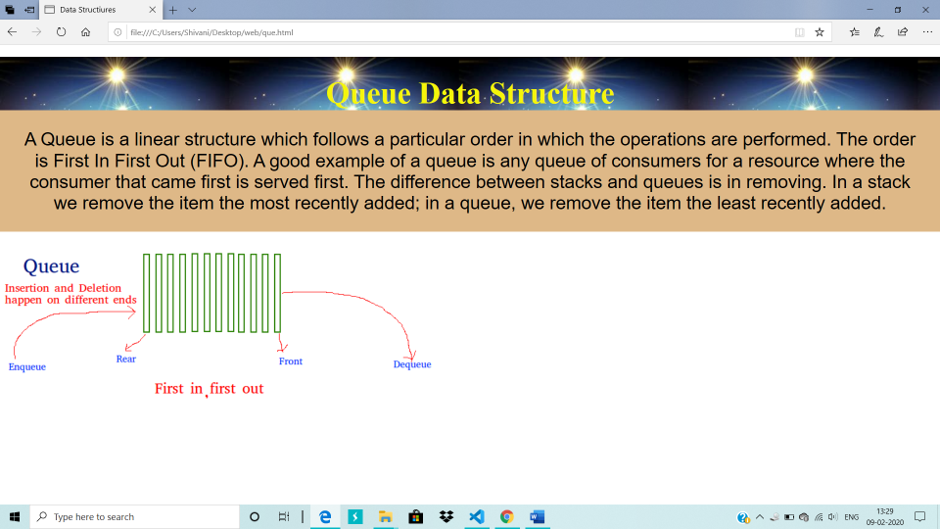 Data Structiures
file:///C:/Users/Shivani/Desktop/web/que.html
Queue Data Structure
A Queue is a linear structure which follows a particular order in which the operations are performed. The order
is First In First Out (FIFO). A good example of a queue is any queue of consumers for a resource where the
consumer that came first is served first. The difference between stacks and queues is in removing. In a stack
we remove the item the most recently added; in a queue, we remove the item the least recently added.
Queue
Insertion and Deletion
happen on different ends
Enqueue
Rear
Front
Dequeue
First in first out
Type here to search
ENG
13:29
09-02-2020